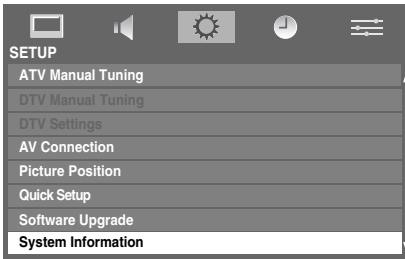 SETUP
ATV Manual Tuning
DTV Manual Tuning
DTV Settings
AV Connection
Picture Position
Quick Setup
Software Upgrade
System Information